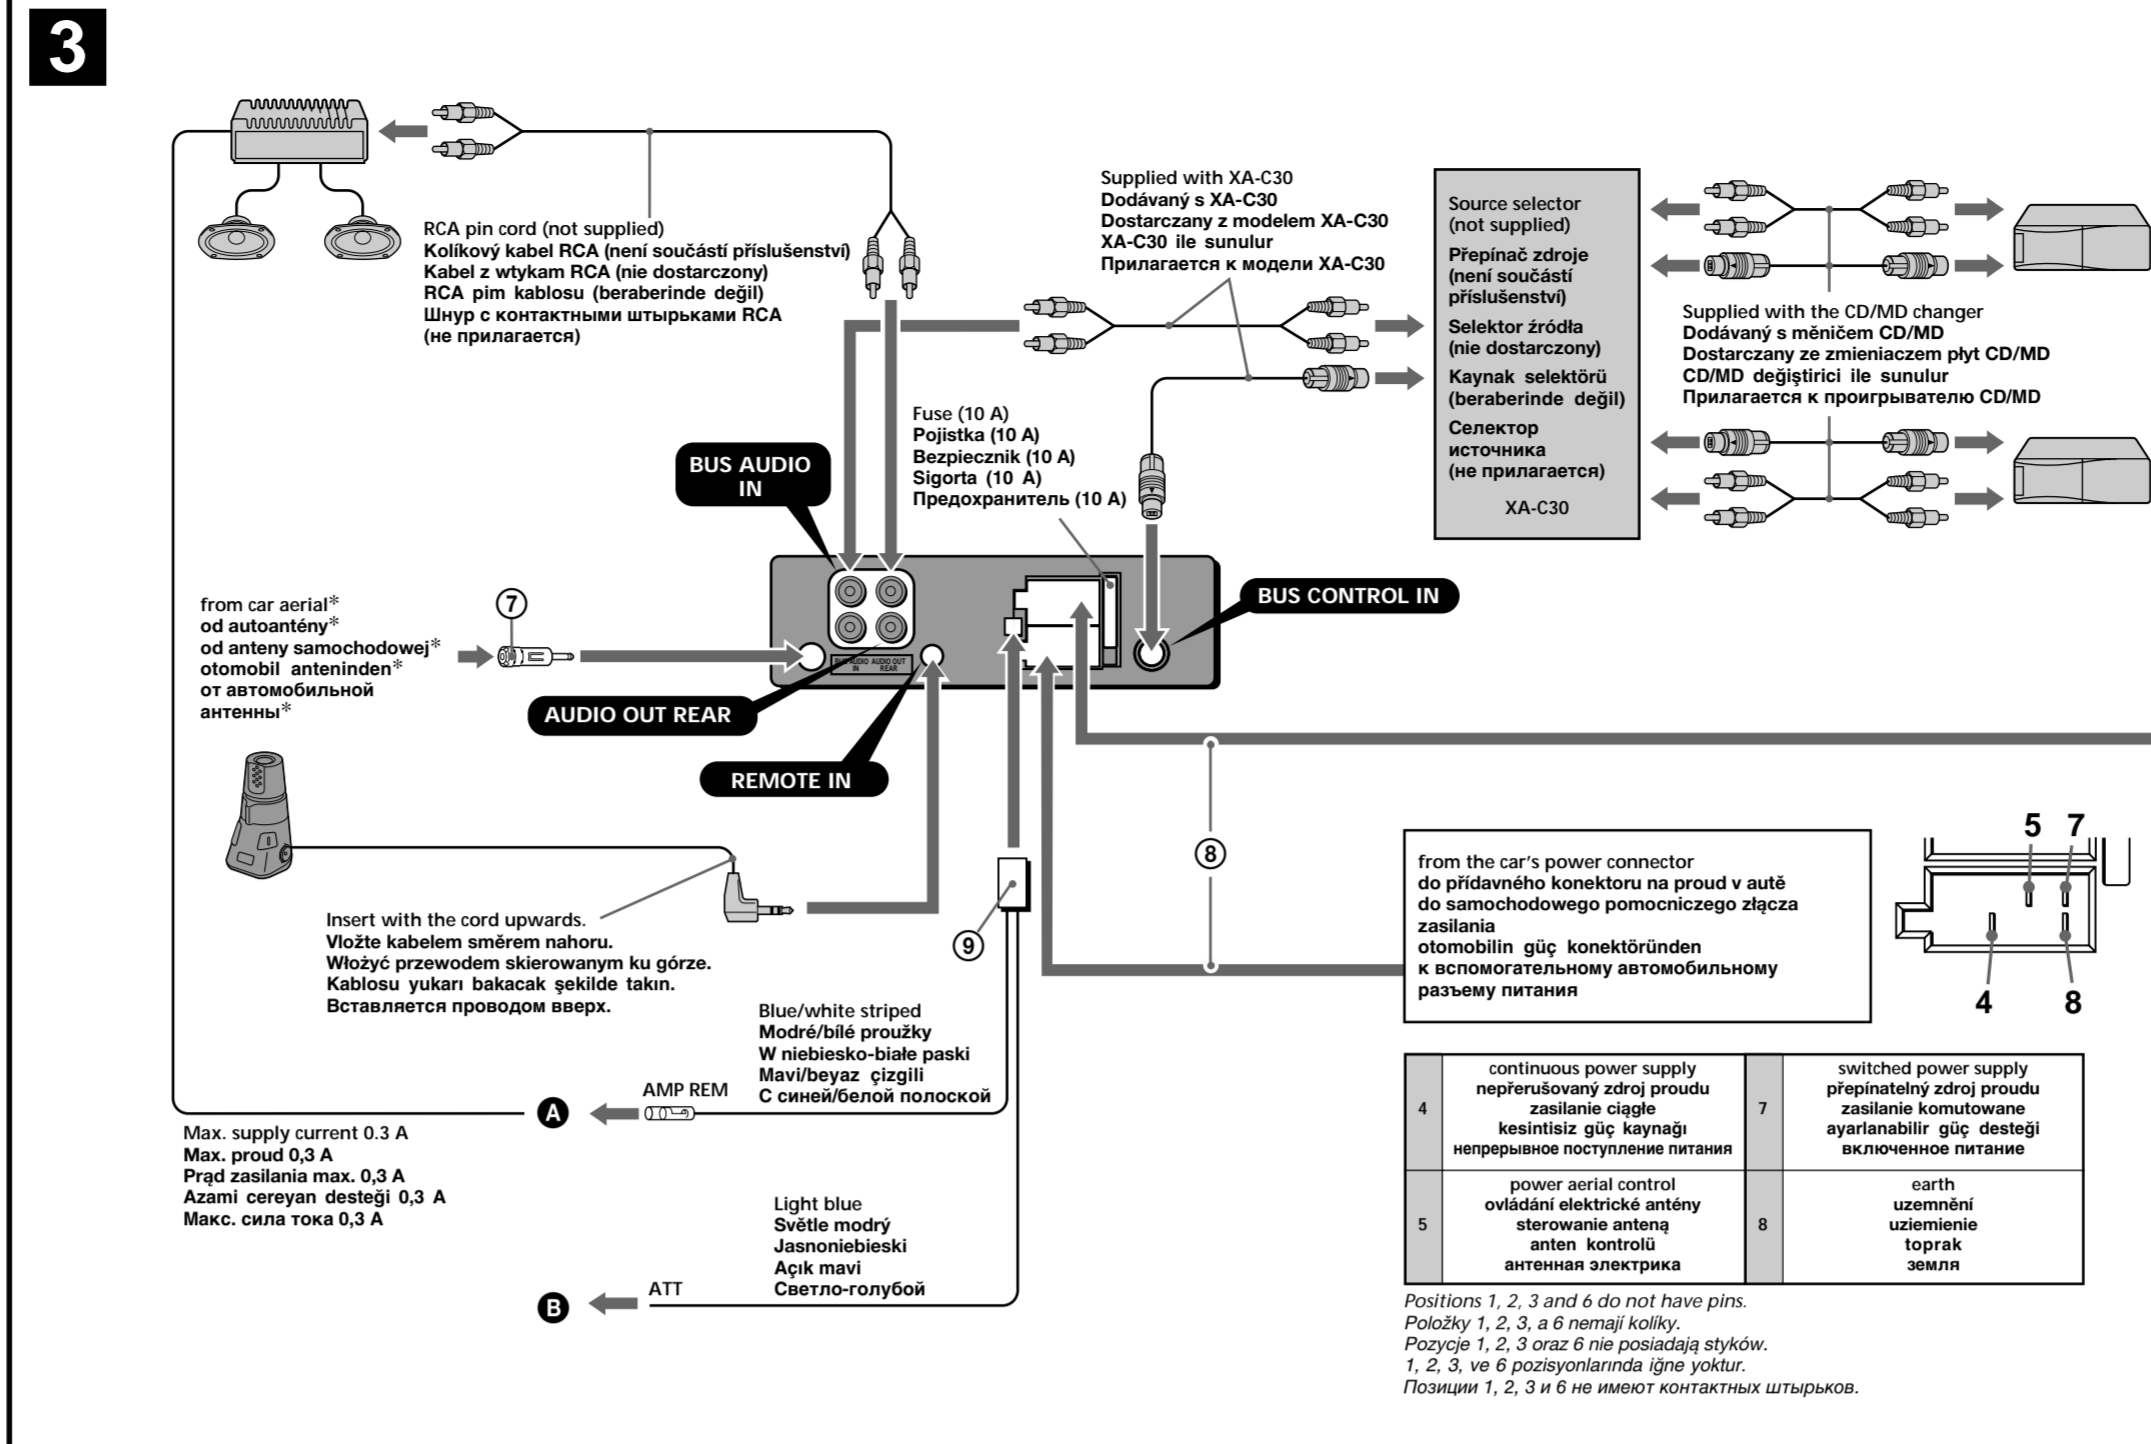 3
RCA pin cord (not supplied)
Kolíkový kabel RCA (není součástí příslušenství)
Kabel z wtykam RCA (nie dostarczony)
RCA pim kablosu (beraberinde değil)
Шнур с контактными штырьками RCA
(не прилагается)
Supplied with XA-C30
Dodávaný s XA-C30
Dostarczany z modelem XA-C30
XA-C30 ile sunulur
Прилагается к модели XA-C30
Source selector
(not supplied)
Přepínač zdroje
(není součástí
příslušenství)
Selektor źródła
(nie dostarczony)
Kaynak selektörü
(beraberinde değil)
Селектор
источника
(не прилагается)
XA-C30
Supplied with the CD/MD changer
Dodávaný s měničem CD/MD
Dostarczany ze zmieniaczem płyt CD/MD
CD/MD değiştirici ile sunulur
Прилагается к проигрывателю CD/MD
Fuse (10 A)
Pojistka (10 A)
Bezpiecznik (10 A)
Sigorta (10 A)
Предохранитель (10 A)
BUS AUDIO
IN
BUS CONTROL IN
from car aerial*
od autoantény*
od anteny samochodowej*
otomobil anteninden*
от автомобильной
антенны*
7
BUS AUDIO AUDIO OUT
IN REAR
AUDIO OUT REAR
REMOTE IN
8
Insert with the cord upwards.
Vložte kabelem směrem nahoru.
Włożyć przewodem skierowanym ku górze.
Kablosu yukarı bakacak şekilde takın.
Вставляется проводом вверх.
9
from the car's power connector
do přídavného konektoru na proud v autě
do samochodowego pomocniczego złącza
zasilania
otomobilin güç konektöründen
к вспомогательному автомобильному
разъему питания
5 7
4 8
Blue/white striped
Modré/bílé proužky
W niebiesko-białe paski
Mavi/beyaz çizgili
С синей/белой полоской
A
AMP REM
Max. supply current 0.3 A
Max. proud 0,3 A
Prąd zasilania max. 0,3 A
Azami cereyan desteği 0,3 A
Макс. сила тока 0,3 A
Light blue
Světle modrý
Jasnoniebieski
Açık mavi
Светло-голубой
B
ATT
4
continuous power supply
nepřerušovaný zdroj proudu
zasilanie ciągłe
kesintisiz güç kaynağı
непрерывное поступление питания
7
switched power supply
přepínatelný zdroj proudu
zasilanie komutowane
ayarlanabilir güç desteği
включенное питание
5
power aerial control
ovládání elektrické antény
sterowanie anteną
anten kontrolü
антенная электрика
8
earth
uzemnění
uziemienie
toprak
земля
Positions 1, 2, 3 and 6 do not have pins.
Položky 1, 2, 3, a 6 nemají kolíky.
Pozycje 1, 2, 3 oraz 6 nie posiadają styków.
1, 2, 3, ve 6 pozisyonlarında iğne yoktur.
Позиции 1, 2, 3 и 6 не имеют контактных штырьков.